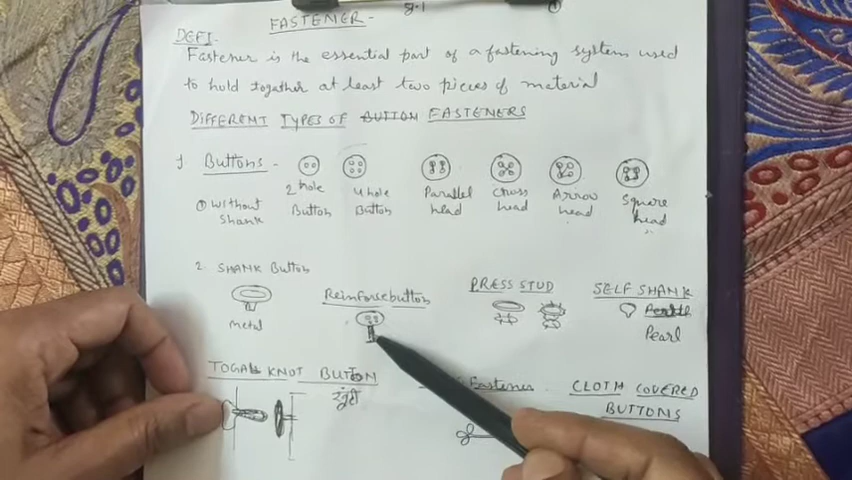 FASTENER -
DEFI -
Fastener is the essential part of a fastening system used
to hold together at least two pieces of material
DIFFERENT TYPES OF BUTTON FASTENERS
1. Buttons -
① Without Shank
2 hole Button
4 hole Button
Parallel head
Cross head
Arrow head
Square head
2. SHANK Button
metal
Reinforse button
PRESS STUD
SELF SHANK
Pearl
TOGAL KNOT BUTTON
खूंटी
Fastener
CLOTH COVERED
BUTTONS